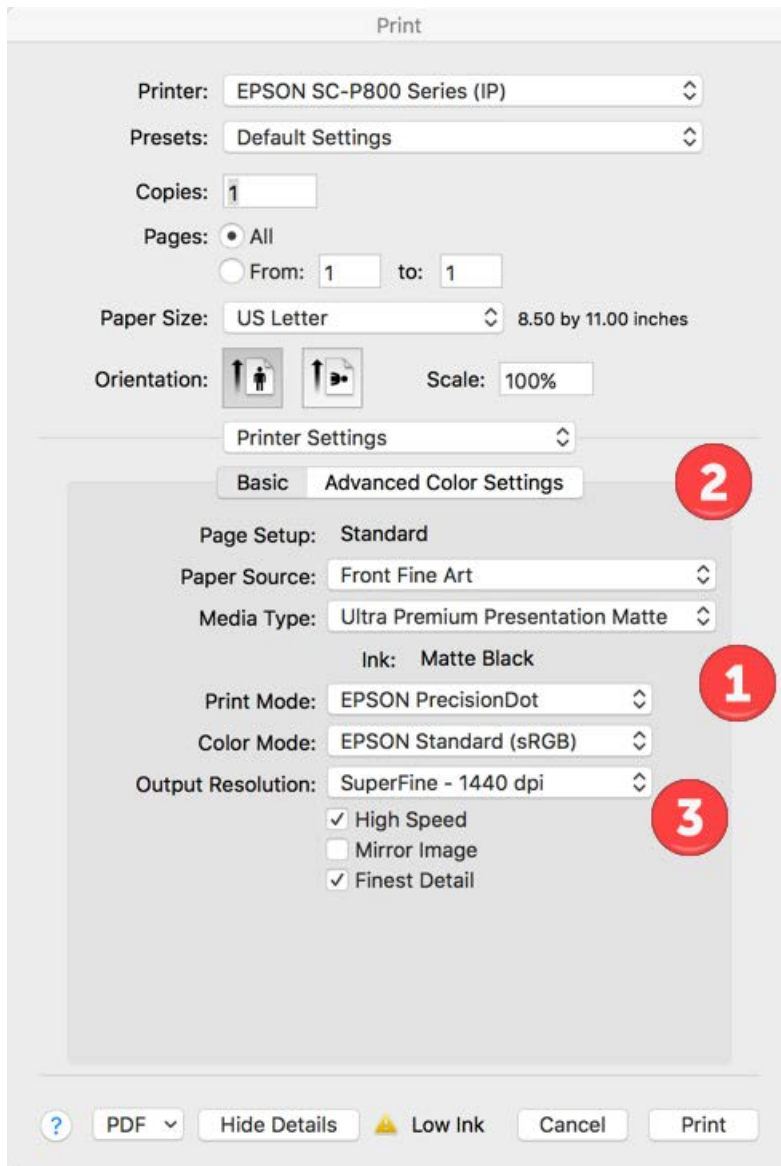 Print
Printer: EPSON SC-P800 Series (IP)
Presets: Default Settings
Copies: 1
Pages: All
From: 1 to: 1
Paper Size: US Letter 8.50 by 11.00 inches
Orientation: Scale: 100%
Printer Settings
Basic Advanced Color Settings
2
Page Setup: Standard
Paper Source: Front Fine Art
Media Type: Ultra Premium Presentation Matte
Ink: Matte Black
1
Print Mode: EPSON PrecisionDot
Color Mode: EPSON Standard (sRGB)
Output Resolution: SuperFine - 1440 dpi
3
High Speed
Mirror Image
Finest Detail
? PDF Hide Details Low Ink Cancel Print